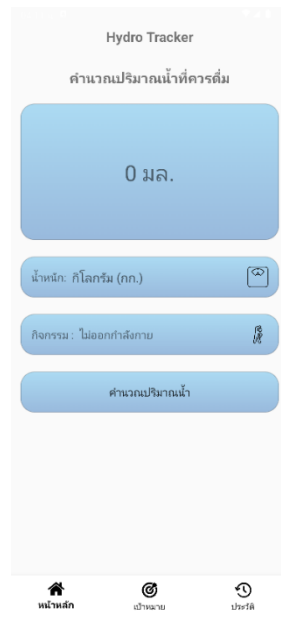 Hydro Tracker
คำนวณปริมาณน้ำที่ควรดื่ม
0 มล.
น้ำหนัก: กิโลกรัม (กก.)
กิจกรรม : ไม่ออกกำลังกาย
คำนวณปริมาณน้ำ
หน้าหลัก เป้าหมาย ประวัติ